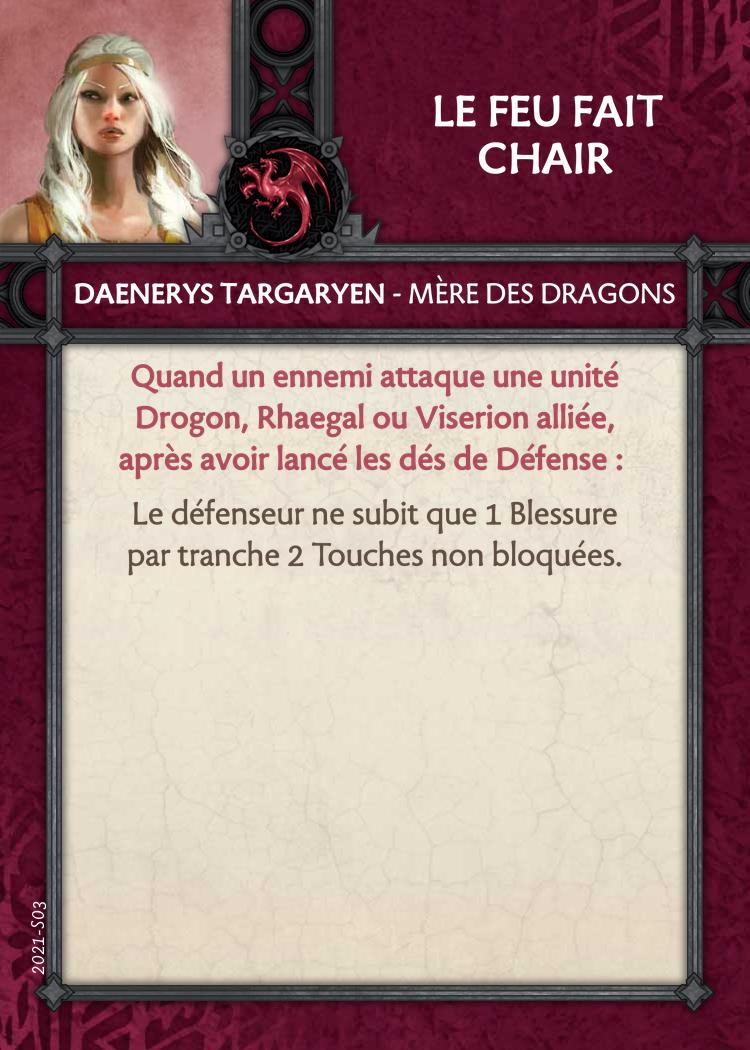 LE FEU FAIT
CHAIR
DAENERYS TARGARYEN - MÈRE DES DRAGONS
Quand un ennemi attaque une unité
Drogon, Rhaegal ou Viserion alliée,
après avoir lancé les dés de Défense :
Le défenseur ne subit que 1 Blessure
par tranche 2 Touches non bloquées.
2021-S03